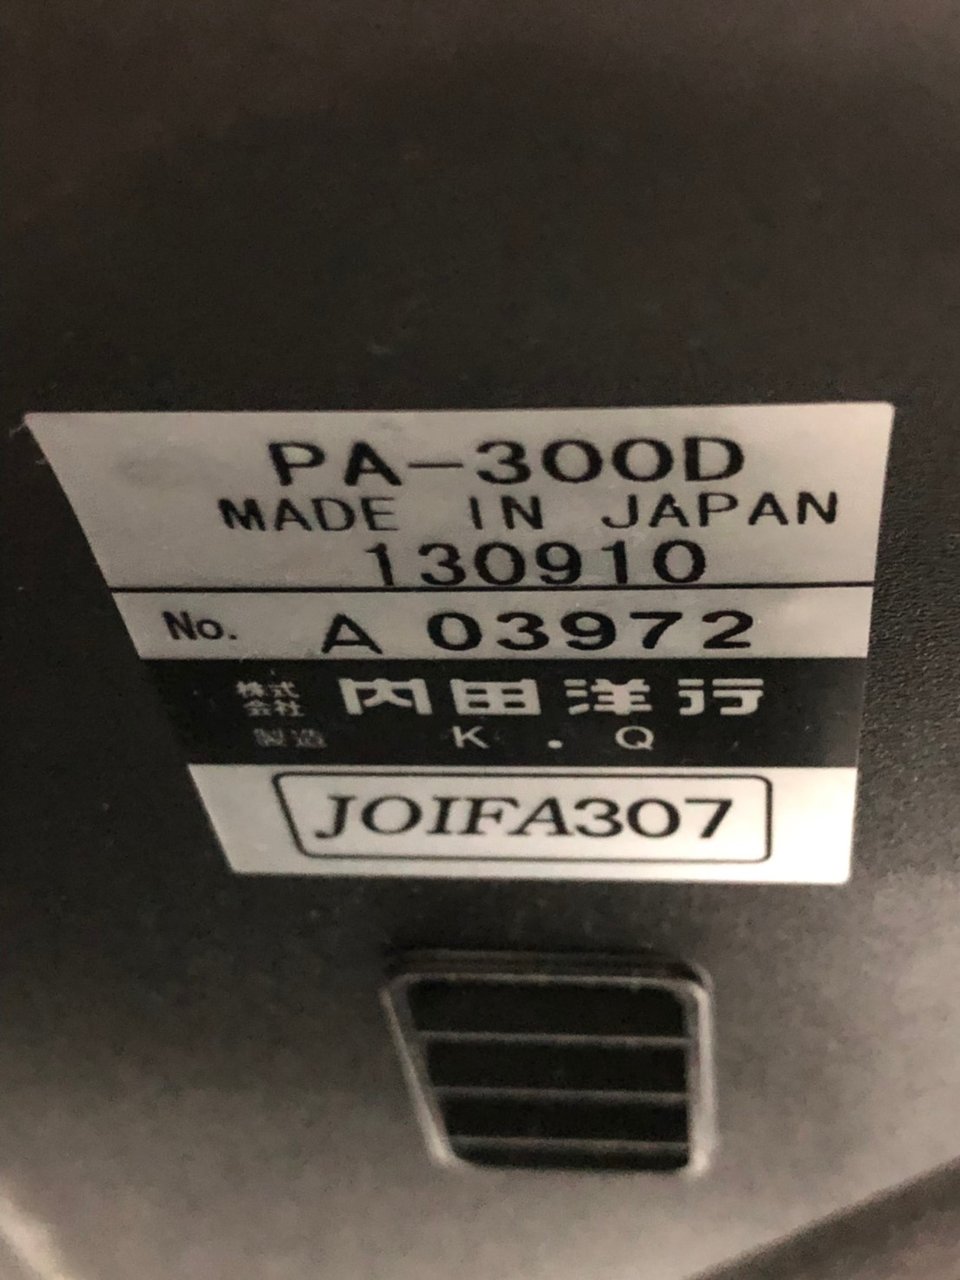 PA-300D
MADE IN JAPAN
130910
No. A 03972
株式会社 内田洋行
製造 K.Q
JOIFA307